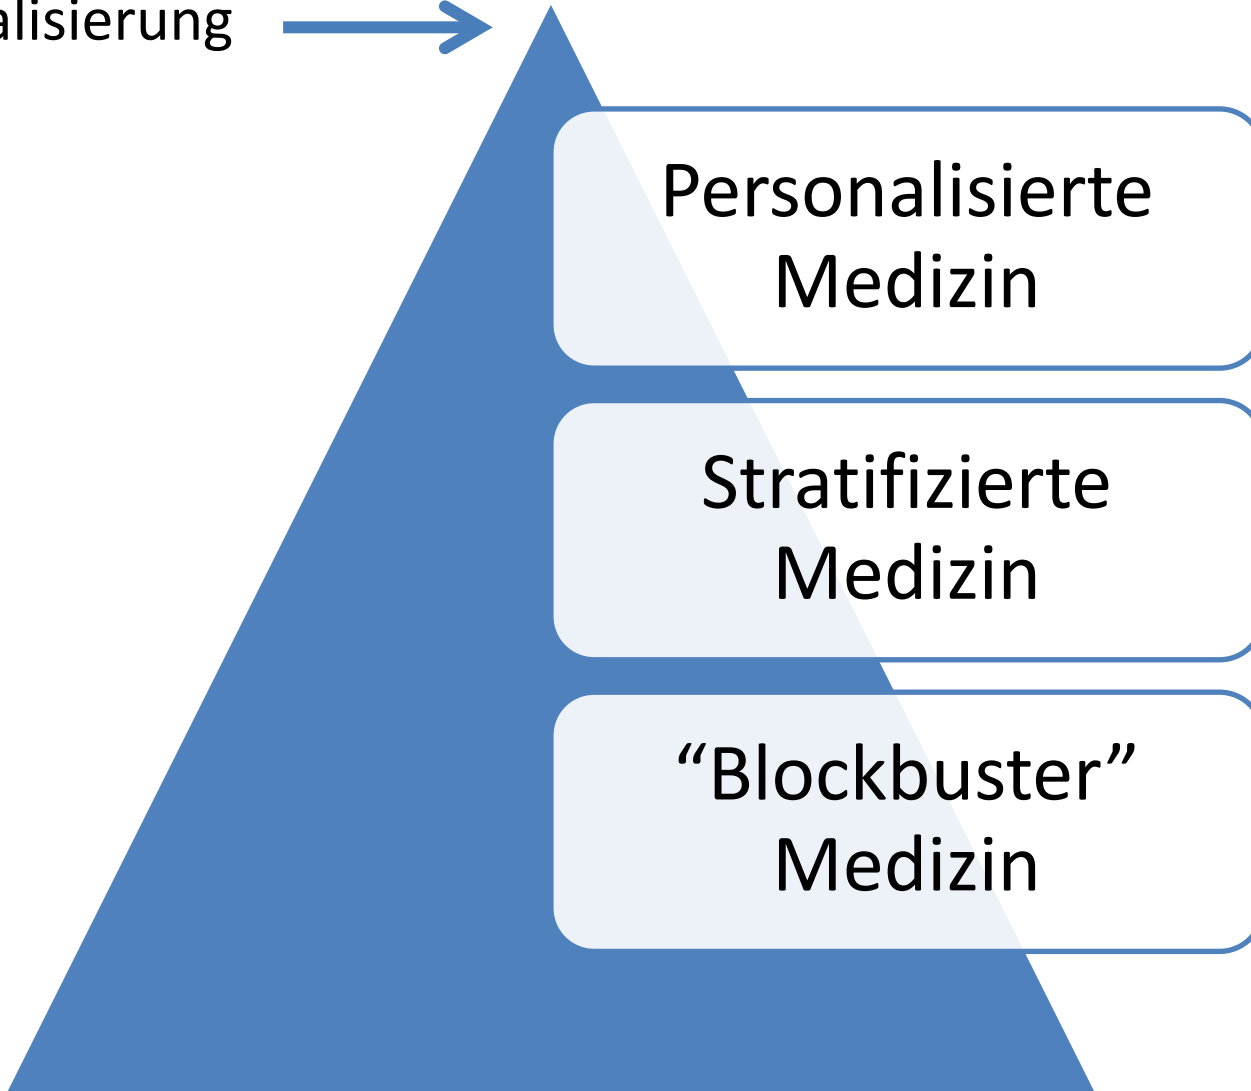 alisierung
Personalisierte
Medizin
Stratifizierte
Medizin
“Blockbuster”
Medizin